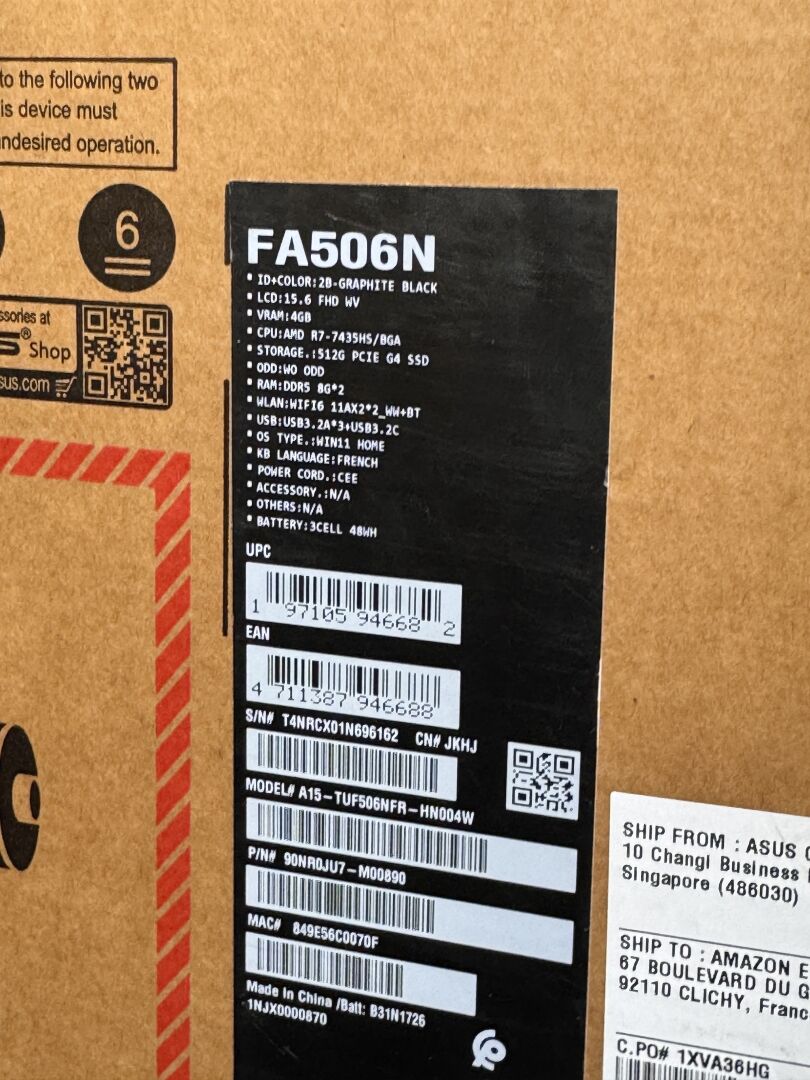 to the following two
is device must
ndesired operation.
6
ssories at
S® Shop
sus.com
FA506N
• ID+COLOR:2B-GRAPHITE BLACK
• LCD:15.6 FHD WV
• VRAM:4GB
• CPU:AMD R7-7435HS/BGA
• STORAGE.:512G PCIE G4 SSD
• ODD:WO ODD
• RAM:DDR5 8G*2
• WLAN:WIFI6 11AX2*2_WW+BT
• USB:USB3.2A*3+USB3.2C
• OS TYPE.:WIN11 HOME
• KB LANGUAGE:FRENCH
• POWER CORD.:CEE
• ACCESSORY.:N/A
• OTHERS:N/A
• BATTERY:3CELL 48WH
UPC
1 97105 94668 2
EAN
4 711387 946688
S/N# T4NRCX01N696162 CN# JKHJ
MODEL# A15-TUF506NFR-HN004W
P/N# 90NR0JU7-M00890
MAC# 849E56C0070F
Made in China /Batt: B31N1726
1NJX0000870
SHIP FROM : ASUS
10 Changi Business
Singapore (486030)
SHIP TO : AMAZON E
67 BOULEVARD DU G
92110 CLICHY, Franc
C.PO# 1XVA36HG